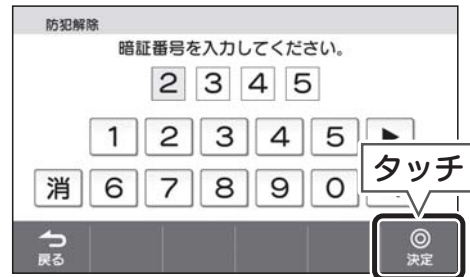 防犯解除
暗証番号を入力してください。
2 3 4 5
1 2 3 4 5 ▶
タッチ
消 6 7 8 9 0
戻る
◎
決定